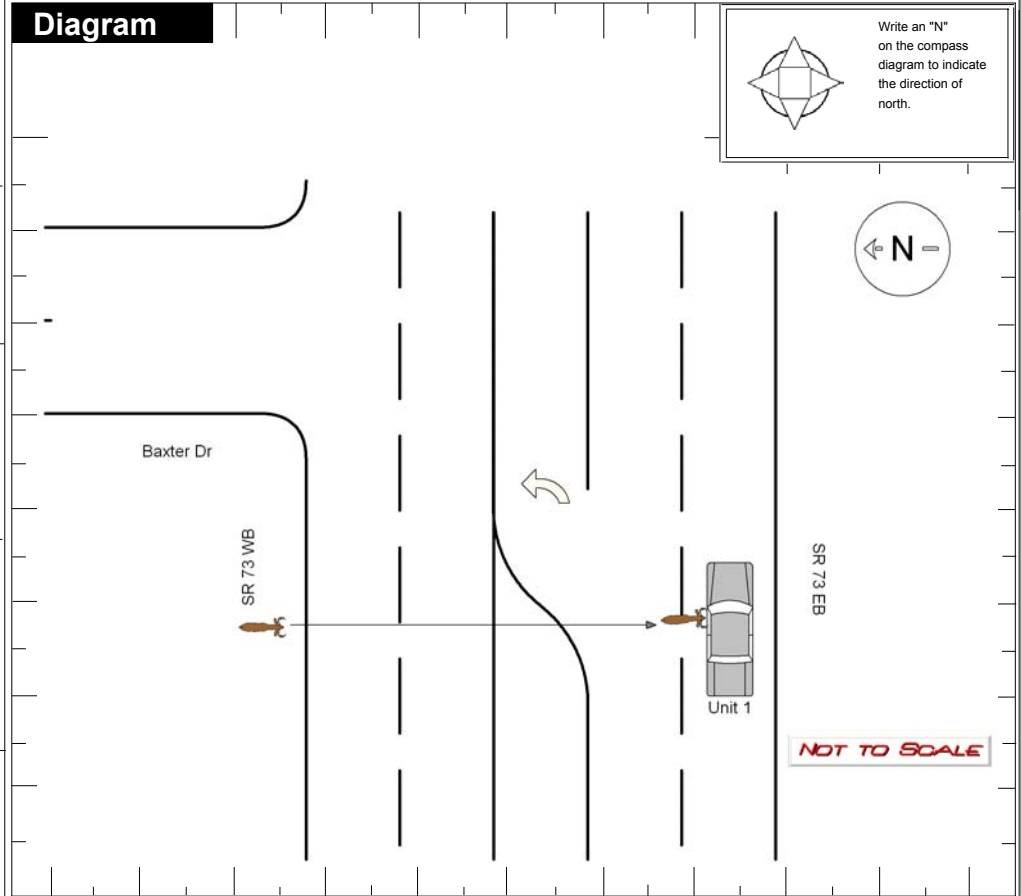 Diagram
Write an "N"
on the compass
diagram to indicate
the direction of
north.
N
Baxter Dr
SR 73 WB
SR 73 EB
Unit 1
NOT TO SCALE